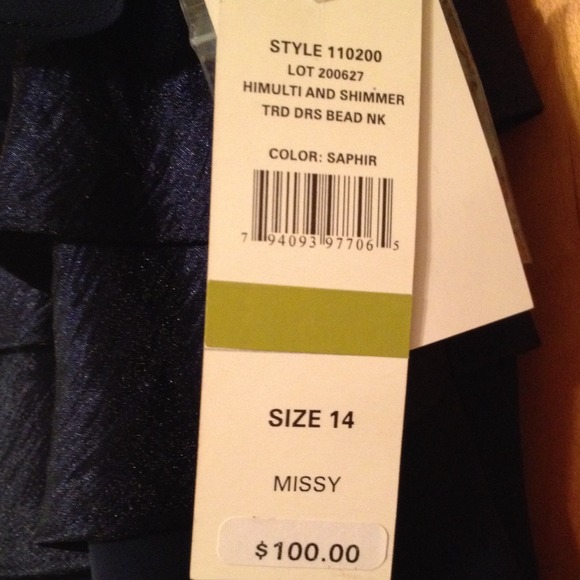 STYLE 110200
LOT 200627
HIMULTI AND SHIMMER
TRD DRS BEAD NK
COLOR: SAPHIR
7 94093 97706 5
SIZE 14
MISSY
$100.00